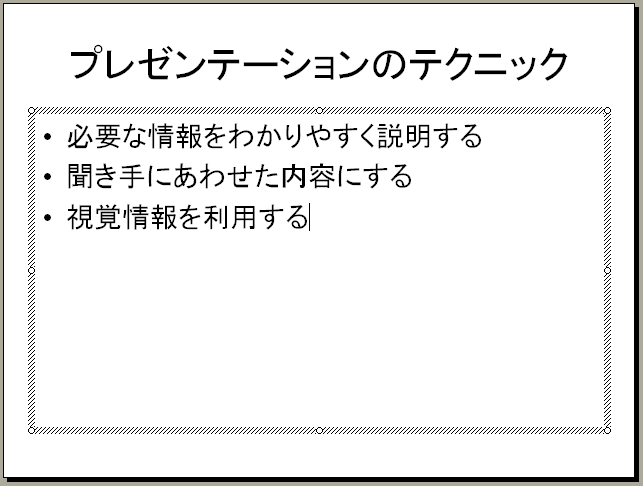 プレゼンテーションのテクニック
• 必要な情報をわかりやすく説明する
• 聞き手にあわせた内容にする
• 視覚情報を利用する